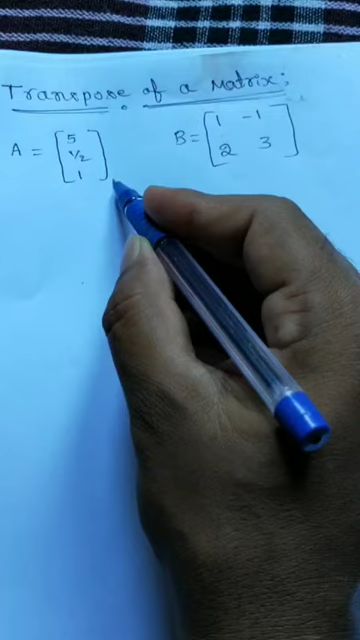 Transpose of a Matrix:
A = [5 1/2 1]
B = [1 -1 2 3]